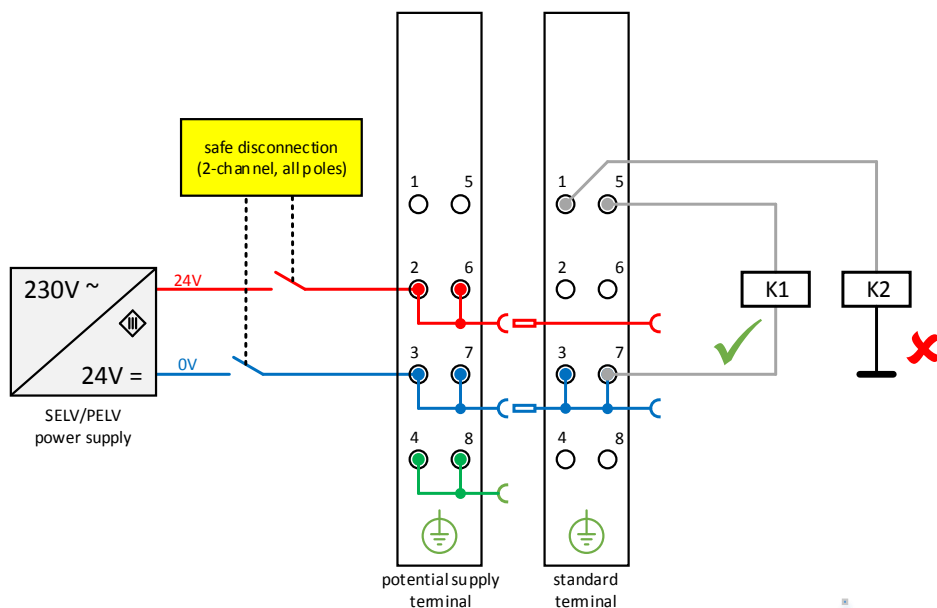 safe disconnection
(2-channel, all poles)
1 5
1 5
2 6
2 6
230V ~
24V
K1
K2
III
3 7
3 7
0V
24V =
SELV/PELV
power supply
4 8
4 8
potential supply
terminal
standard
terminal